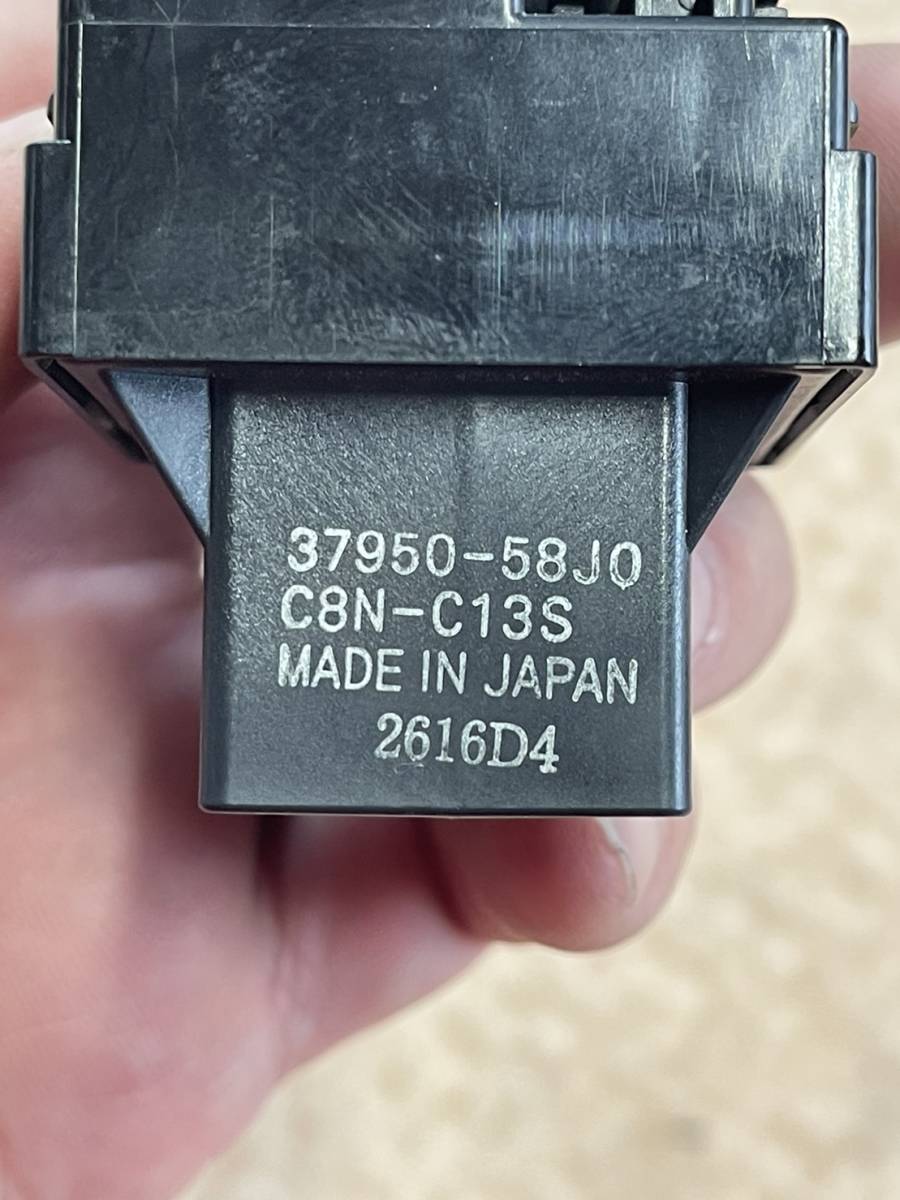 37950-58J0
C8N-C13S
MADE IN JAPAN
2616D4